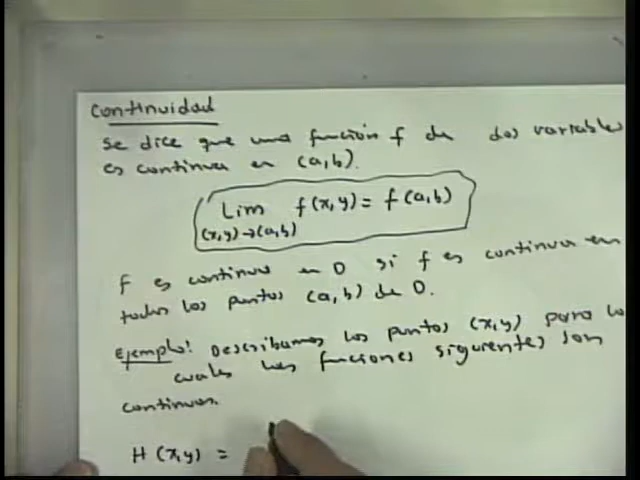 Continuidad
Se dice que una función f de dos variables
es continua en (a,b).
Lim f(x,y) = f(a,b)
(x,y)→(a,b)
f es continua en D si f es continua en
todos los puntos (a,b) de D.
Ejemplo: Describamos los puntos (x,y) para los
cuales las funciones siguientes son
continuas.
H(x,y) =